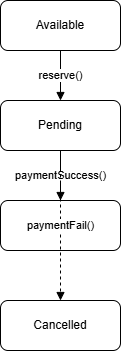 Available
reserve()
Pending
paymentSuccess()
paymentFail()
Cancelled